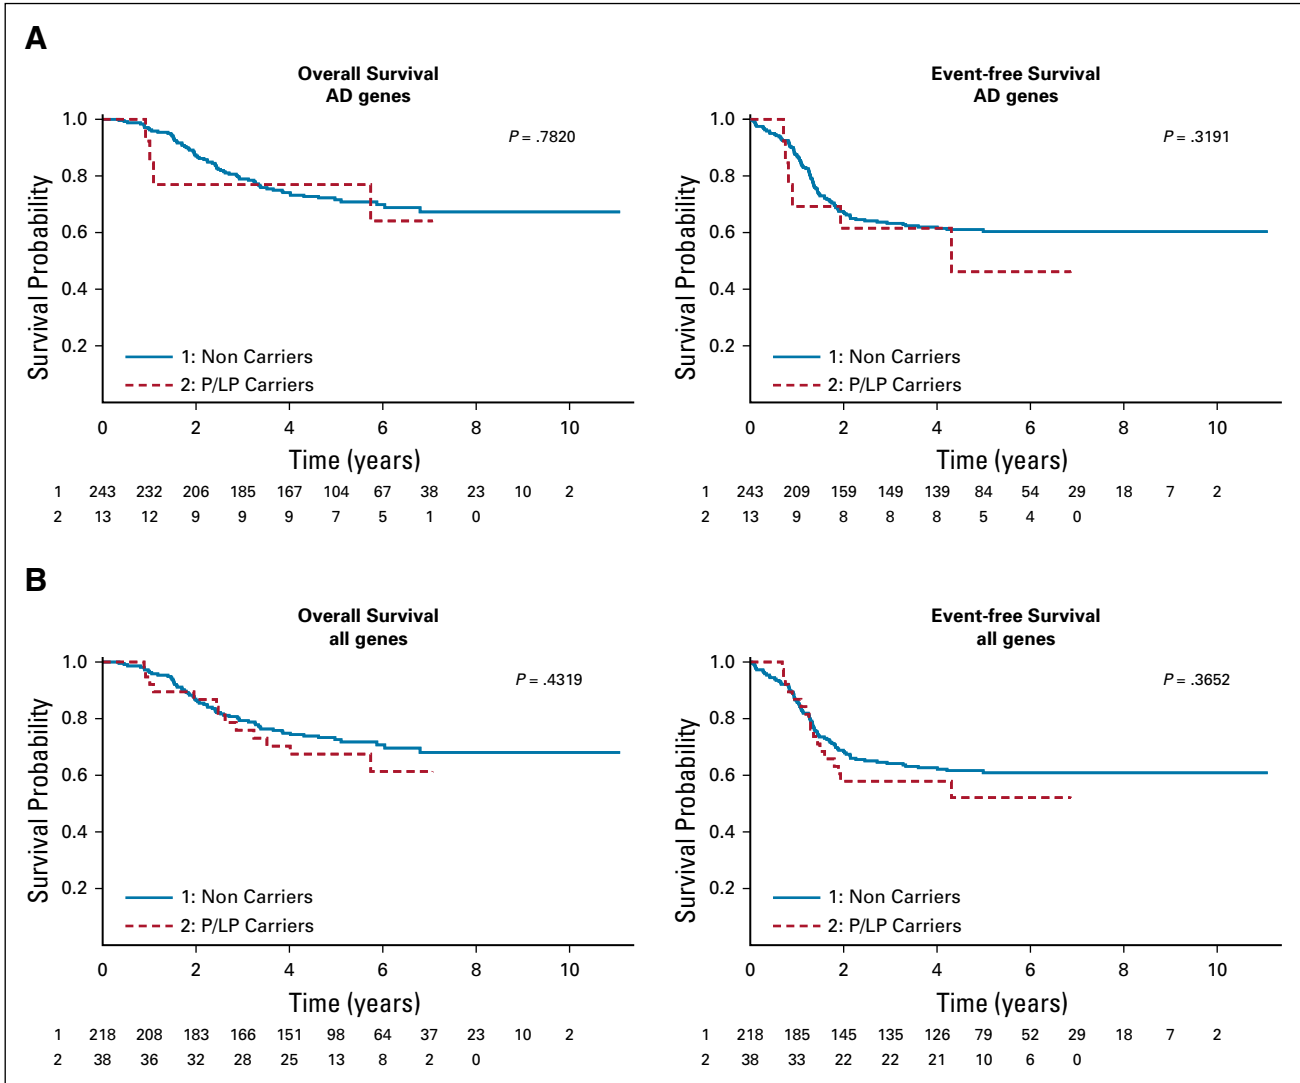 A
Overall Survival
AD genes
P = .7820
Survival Probability
1.0
0.8
0.6
0.4
0.2
1: Non Carriers
2: P/LP Carriers
0 2 4 6 8 10
Time (years)
1 243 232 206 185 167 104 67 38 23 10 2
2 13 12 9 9 9 7 5 1 0
Event-free Survival
AD genes
P = .3191
Survival Probability
1.0
0.8
0.6
0.4
0.2
1: Non Carriers
2: P/LP Carriers
0 2 4 6 8 10
Time (years)
1 243 209 159 149 139 84 54 29 18 7 2
2 13 9 8 8 8 5 4 0
B
Overall Survival
all genes
P = .4319
Survival Probability
1.0
0.8
0.6
0.4
0.2
1: Non Carriers
2: P/LP Carriers
0 2 4 6 8 10
Time (years)
1 218 208 183 166 151 98 64 37 23 10 2
2 38 36 32 28 25 13 8 2 0
Event-free Survival
all genes
P = .3652
Survival Probability
1.0
0.8
0.6
0.4
0.2
1: Non Carriers
2: P/LP Carriers
0 2 4 6 8 10
Time (years)
1 218 185 145 135 126 79 52 29 18 7 2
2 38 33 22 22 21 10 6 0